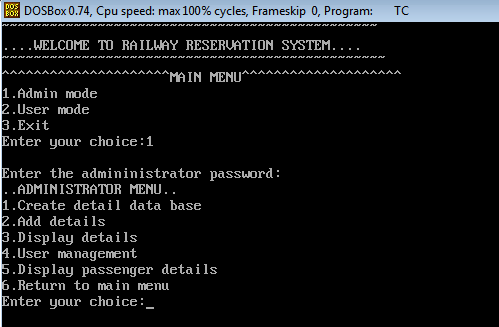 DOSBox 0.74, Cpu speed: max 100% cycles, Frameskip 0, Program: TC
~~~~~~~~~~~~~~~~~~~~~~~~~~~~~~~~~~~~~~~~~~~~~~~
....WELCOME TO RAILWAY RESERVATION SYSTEM....
~~~~~~~~~~~~~~~~~~~~~~~~~~~~~~~~~~~~~~~~~~~~~~~~
^^^^^^^^^^^^^^^^^^^^^MAIN MENU^^^^^^^^^^^^^^^^^^^^
1.Admin mode
2.User mode
3.Exit
Enter your choice:1
Enter the admininistrator password:
..ADMINISTRATOR MENU..
1.Create detail data base
2.Add details
3.Display details
4.User management
5.Display passenger details
6.Return to main menu
Enter your choice:_